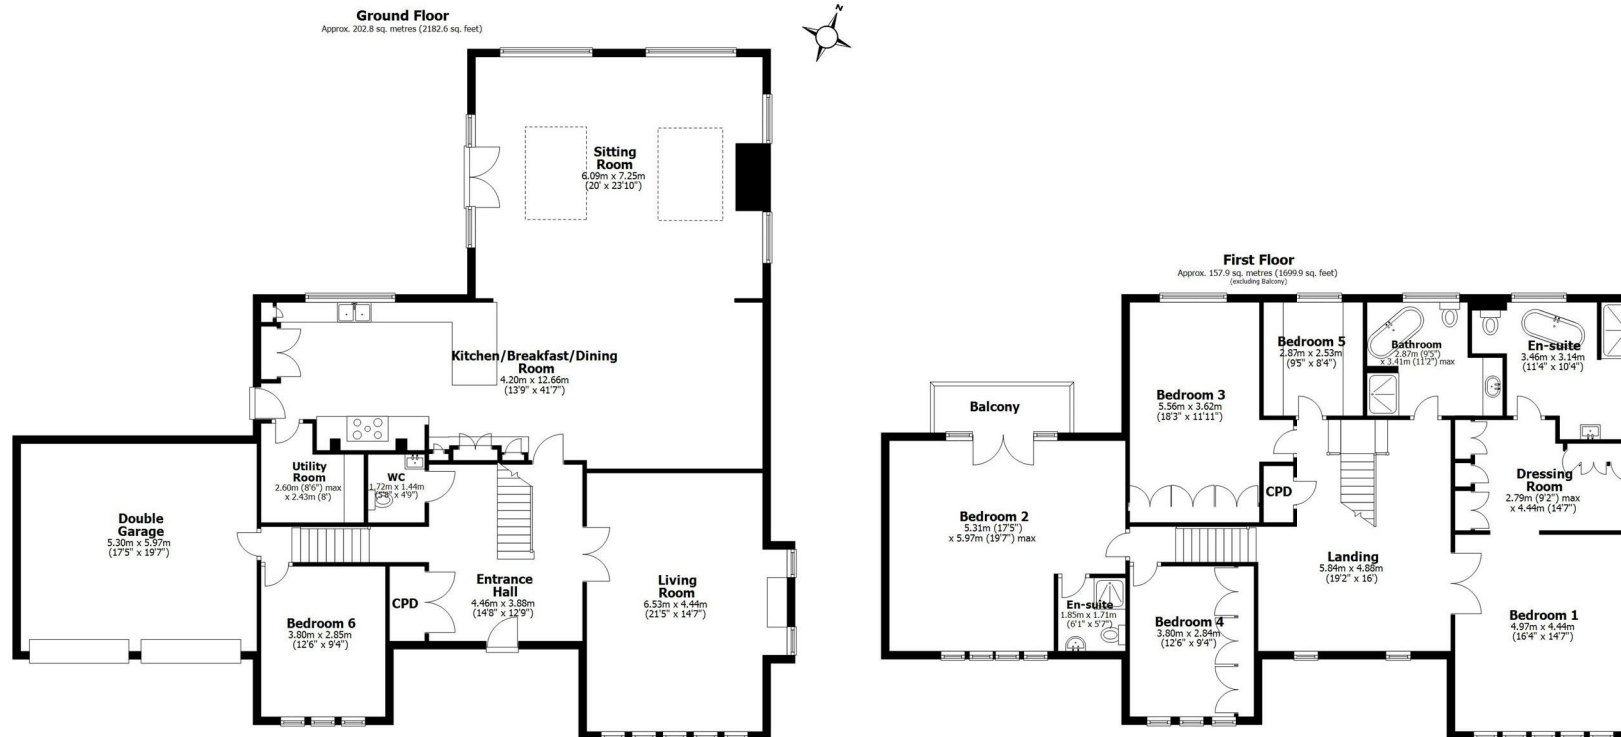 Ground Floor
Approx. 202.8 sq. metres (2182.6 sq. feet)
N
Sitting
Room
6.09m x 7.25m
(20' x 23'10")
Kitchen/Breakfast/Dining
Room
4.20m x 12.66m
(13'9" x 41'7")
Utility
Room
2.60m (8'6") max
x 2.43m (8')
WC
1.72m x 1.44m
(5'8" x 4'9")
Double
Garage
5.30m x 5.97m
(17'5" x 19'7")
Entrance
Hall
4.46m x 3.88m
(14'8" x 12'9")
CPD
Living
Room
6.53m x 4.44m
(21'5" x 14'7")
Bedroom 6
3.80m x 2.85m
(12'6" x 9'4")
First Floor
Approx. 157.9 sq. metres (1699.9 sq. feet)
(excluding Balcony)
Bedroom 5
2.87m x 2.53m
(9'5" x 8'4")
Bathroom
2.87m (9'5")
x 3.41m (11'2") max
En-suite
3.46m x 3.14m
(11'4" x 10'4")
Bedroom 3
5.56m x 3.62m
(18'3" x 11'11")
Balcony
CPD
Dressing
Room
2.79m (9'2") max
x 4.44m (14'7")
Bedroom 2
5.31m (17'5")
x 5.97m (19'7") max
Landing
5.84m x 4.88m
(19'2" x 16')
En-suite
1.85m x 1.71m
(6'1" x 5'7")
Bedroom 4
3.80m x 2.84m
(12'6" x 9'4")
Bedroom 1
4.97m x 4.44m
(16'4" x 14'7")